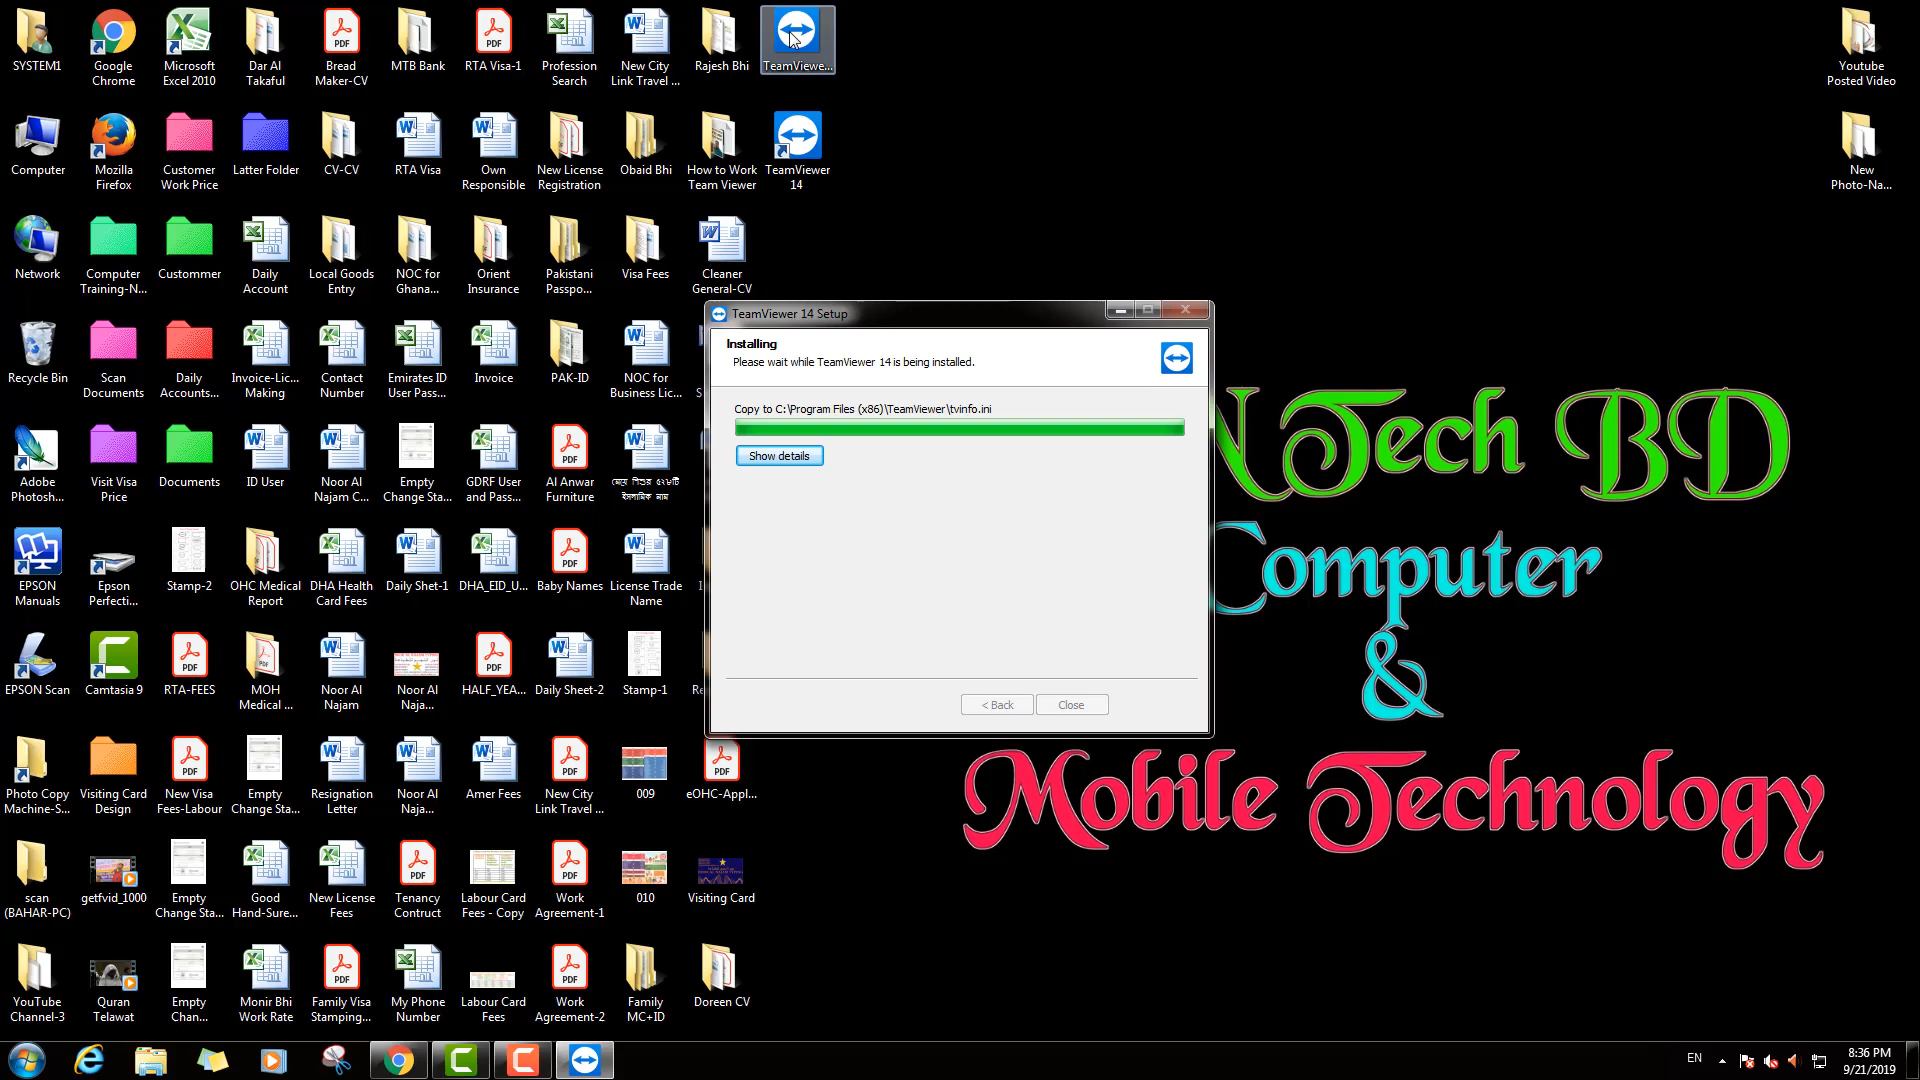 SYSTEM1
Google
Chrome
Microsoft
Excel 2010
Dar Al
Takaful
Bread
Maker-CV
MTB Bank
RTA Visa-1
Profession
Search
New City
Link Travel ...
Rajesh Bhi
TeamViewe...
Youtube
Posted Video
Computer
Mozilla
Firefox
Customer
Work Price
Latter Folder
CV-CV
RTA Visa
Own
Responsible
New License
Registration
Obaid Bhi
How to Work
Team Viewer
TeamViewer
14
New
Photo-Na...
Network
Computer
Training-N...
Custommer
Daily
Account
Local Goods
Entry
NOC for
Ghana...
Orient
Insurance
Pakistani
Passpo...
Visa Fees
Cleaner
General-CV
Recycle Bin
Scan
Documents
Daily
Accounts...
Invoice-Lic...
Making
Contact
Number
Emirates ID
User Pass...
Invoice
PAK-ID
NOC for
Business Lic...
TeamViewer 14 Setup
Installing
Please wait while TeamViewer 14 is being installed.
Copy to C:\Program Files (x86)\TeamViewer\tvinfo.ini
Show details
< Back
Close
NTech BD
Computer
&
Mobile Technology
Adobe
Photosh...
Visit Visa
Price
Documents
ID User
Noor Al
Najam C...
Empty
Change Sta...
GDRF User
and Pass...
Al Anwar
Furniture
মেয়ে শিশুর ৫২৮টি
ইসলামিক নাম
EPSON
Manuals
Epson
Perfecti...
Stamp-2
OHC Medical
Report
DHA Health
Card Fees
Daily Shet-1
DHA_EID_U...
Baby Names
License Trade
Name
EPSON Scan
Camtasia 9
RTA-FEES
MOH
Medical ...
Noor Al
Najam
Noor Al
Naja...
HALF_YEA...
Daily Sheet-2
Stamp-1
Photo Copy
Machine-S...
Visiting Card
Design
New Visa
Fees-Labour
Empty
Change Sta...
Resignation
Letter
Noor Al
Naja...
Amer Fees
New City
Link Travel ...
009
eOHC-Appl...
scan
(BAHAR-PC)
getfvid_1000
Empty
Change Sta...
Good
Hand-Sure...
New License
Fees
Tenancy
Contruct
Labour Card
Fees - Copy
Work
Agreement-1
010
Visiting Card
YouTube
Channel-3
Quran
Telawat
Empty
Chan...
Monir Bhi
Work Rate
Family Visa
Stamping...
My Phone
Number
Labour Card
Fees
Work
Agreement-2
Family
MC+ID
Doreen CV
EN
8:36 PM
9/21/2019